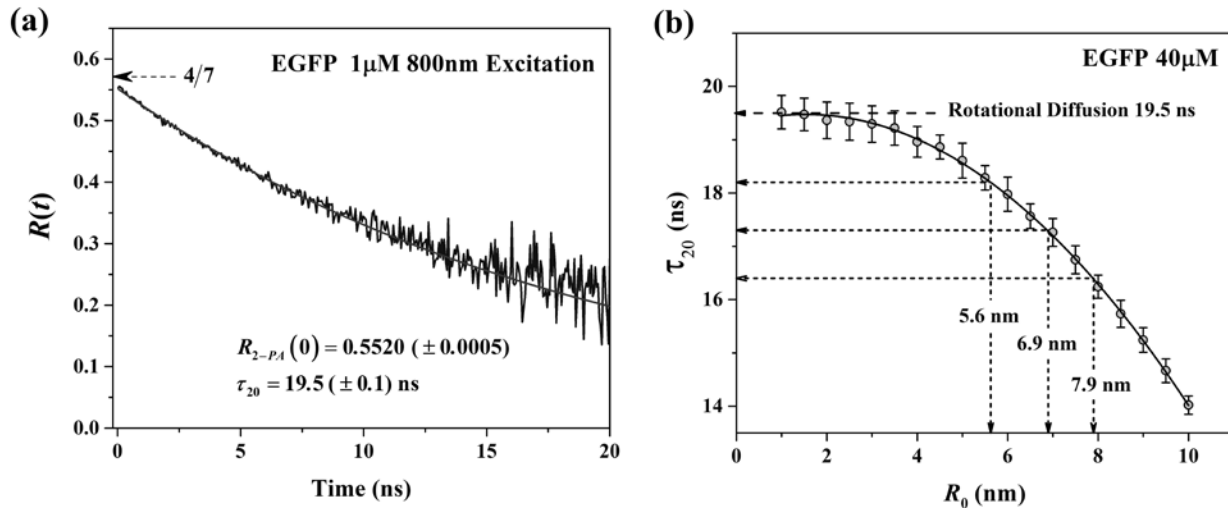 (a)
EGFP 1μM 800nm Excitation
4/7
R(t)
0.6
0.5
0.4
0.3
0.2
0.1
0.0
R₂₋PA(0) = 0.5520 (±0.0005)
τ₂₀ = 19.5 (±0.1) ns
0 5 10 15 20
Time (ns)
(b)
EGFP 40μM
Rotational Diffusion 19.5 ns
τ₂₀ (ns)
20
18
16
14
5.6 nm
6.9 nm
7.9 nm
0 2 4 6 8 10
R₀ (nm)